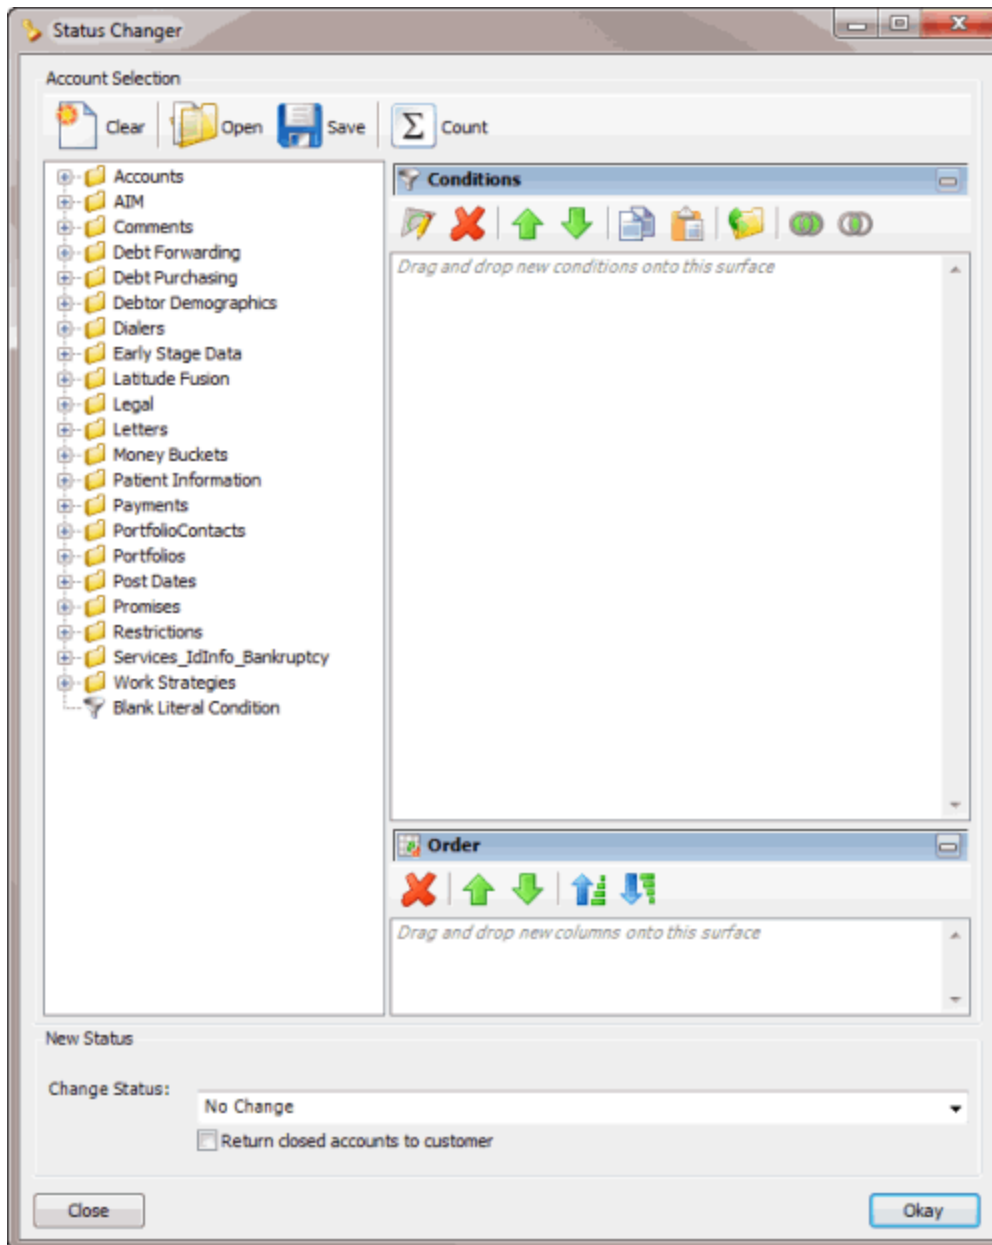 Status Changer
Account Selection
Clear Open Save Σ Count
Accounts
AIM
Comments
Debt Forwarding
Debt Purchasing
Debtor Demographics
Dialers
Early Stage Data
Latitude Fusion
Legal
Letters
Money Buckets
Patient Information
Payments
PortfolioContacts
Portfolios
Post Dates
Promises
Restrictions
Services_IdInfo_Bankruptcy
Work Strategies
Blank Literal Condition
Conditions
Drag and drop new conditions onto this surface
Order
Drag and drop new columns onto this surface
New Status
Change Status:
No Change
Return closed accounts to customer
Close Okay